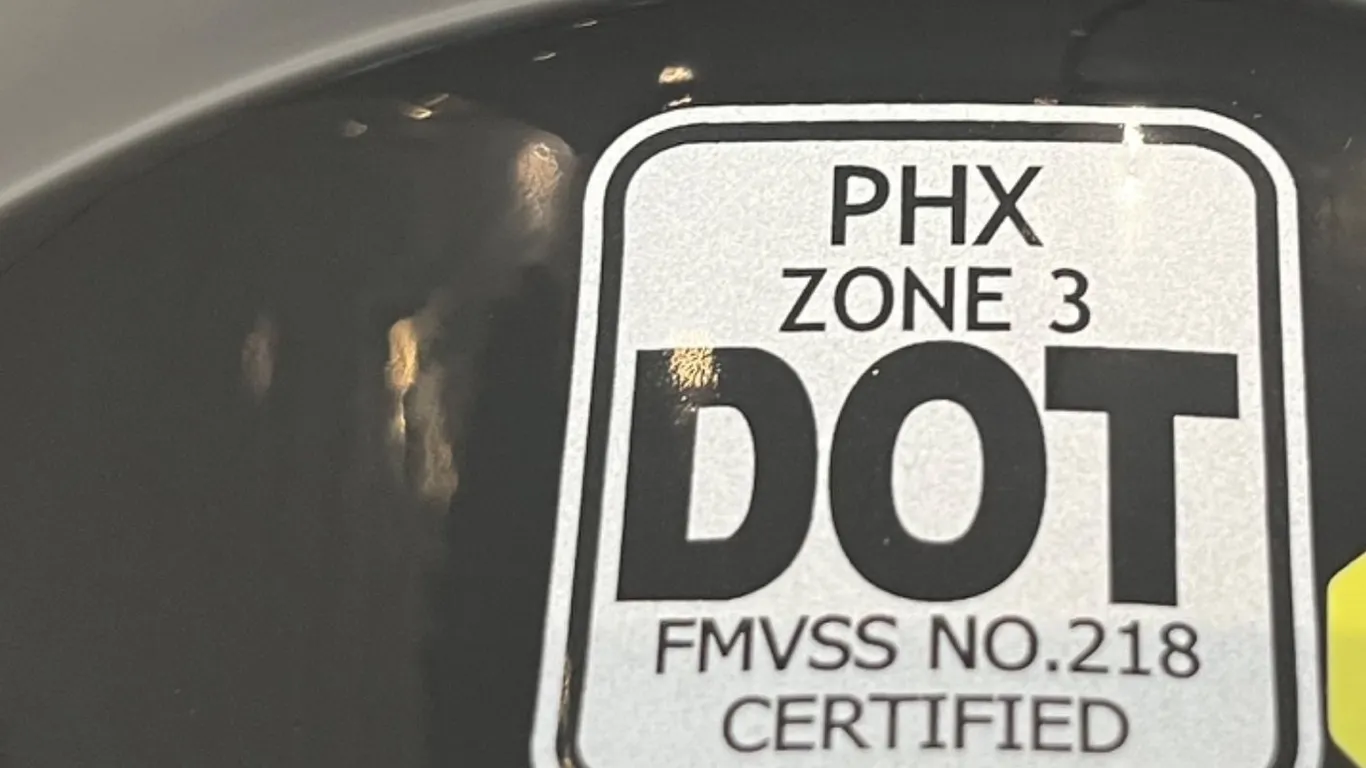 PHX
ZONE 3
DOT
FMVSS NO.218
CERTIFIED